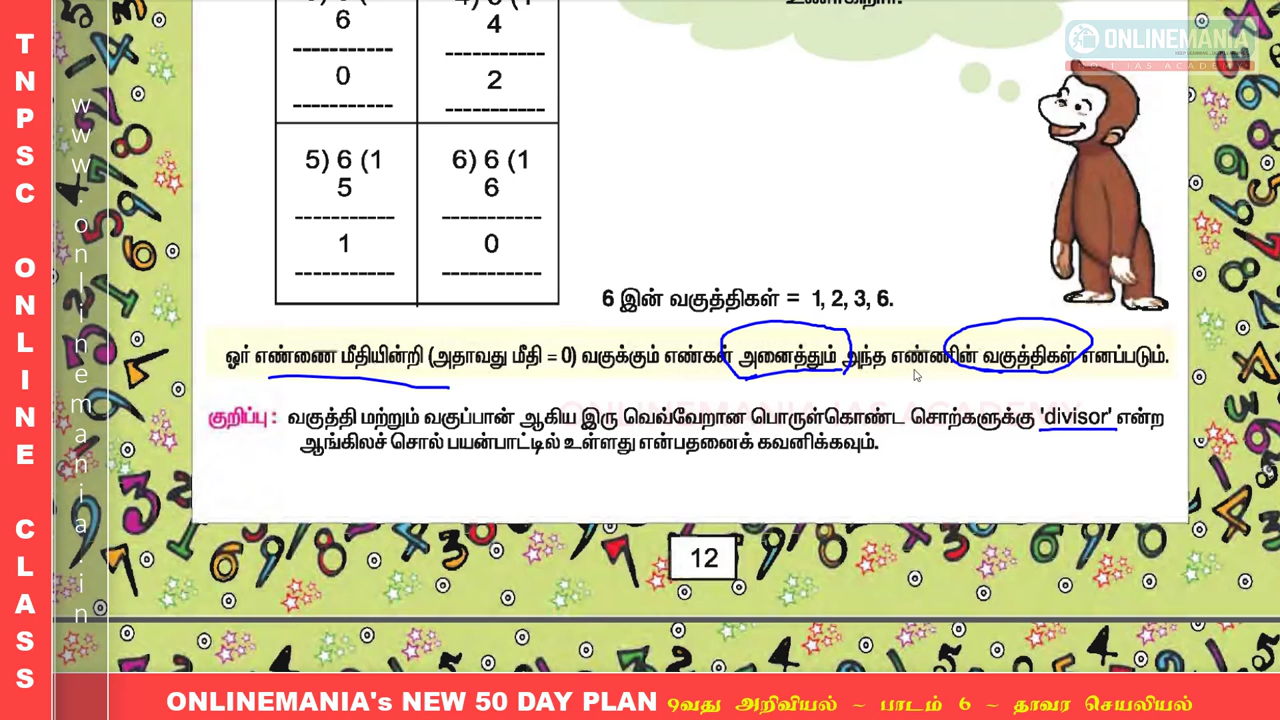 TNPSC ONLINE CLASS
www.onlinemania.in
ONLINEMANIA
6
4
-----------
-----------
0
2
-----------
-----------
5) 6 (1
6) 6 (1
5
6
-----------
-----------
1
0
-----------
-----------
6 இன் வகுத்திகள் = 1, 2, 3, 6.
ஓர் எண்ணை மீதியின்றி (அதாவது மீதி = 0) வகுக்கும் எண்கள் அனைத்தும் அந்த எண்ணின் வகுத்திகள் எனப்படும்.
குறிப்பு : வகுத்தி மற்றும் வகுப்பான் ஆகிய இரு வெவ்வேறான பொருள்கொண்ட சொற்களுக்கு 'divisor' என்ற
ஆங்கிலச் சொல் பயன்பாட்டில் உள்ளது என்பதனைக் கவனிக்கவும்.
12
ONLINEMANIA's NEW 50 DAY PLAN 9வது அறிவியல் ~ பாடம் 6 ~ தாவர செயலியல்